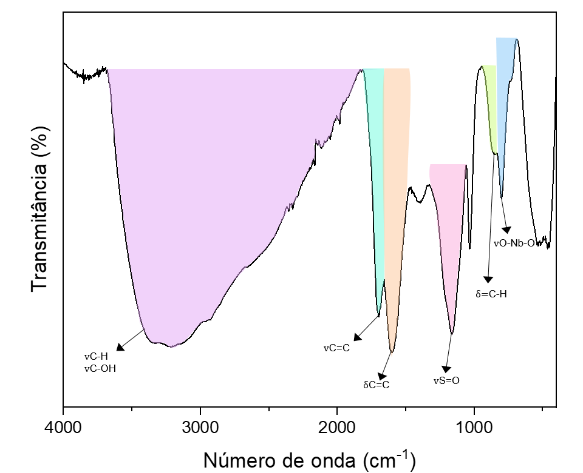 Transmitância (%)
νO-Nb-O
δ=C-H
νC=C
νC-H
νC-OH
δC=C
νS=O
4000
3000
2000
1000
Número de onda (cm⁻¹)